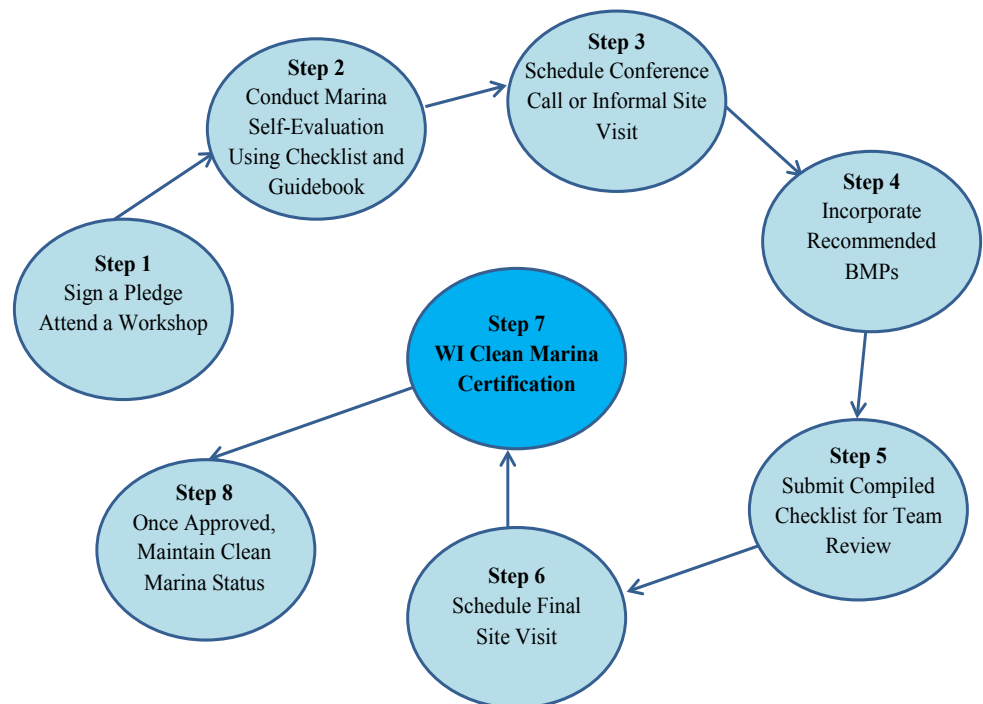 Step 1
Sign a Pledge
Attend a Workshop
Step 2
Conduct Marina
Self-Evaluation
Using Checklist and
Guidebook
Step 3
Schedule Conference
Call or Informal Site
Visit
Step 4
Incorporate
Recommended
BMPs
Step 5
Submit Compiled
Checklist for Team
Review
Step 6
Schedule Final
Site Visit
Step 7
WI Clean Marina
Certification
Step 8
Once Approved,
Maintain Clean
Marina Status